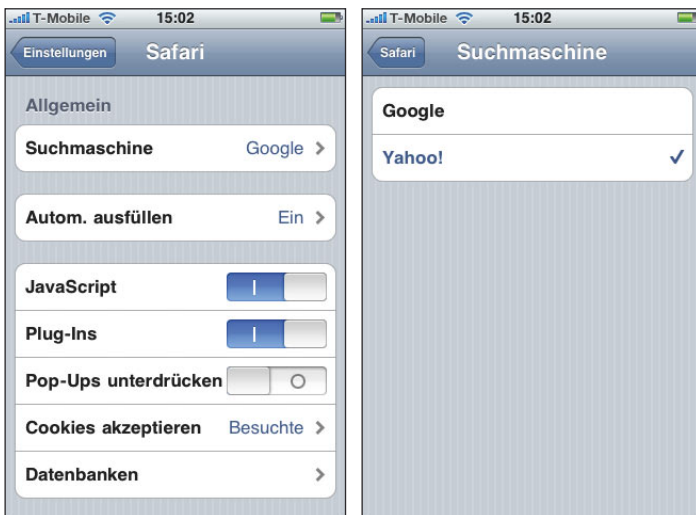 T-Mobile 15:02
Einstellungen Safari
Allgemein
Suchmaschine Google
Autom. ausfüllen Ein
JavaScript
Plug-Ins
Pop-Ups unterdrücken
Cookies akzeptieren Besuchte
Datenbanken
T-Mobile 15:02
Safari Suchmaschine
Google
Yahoo!